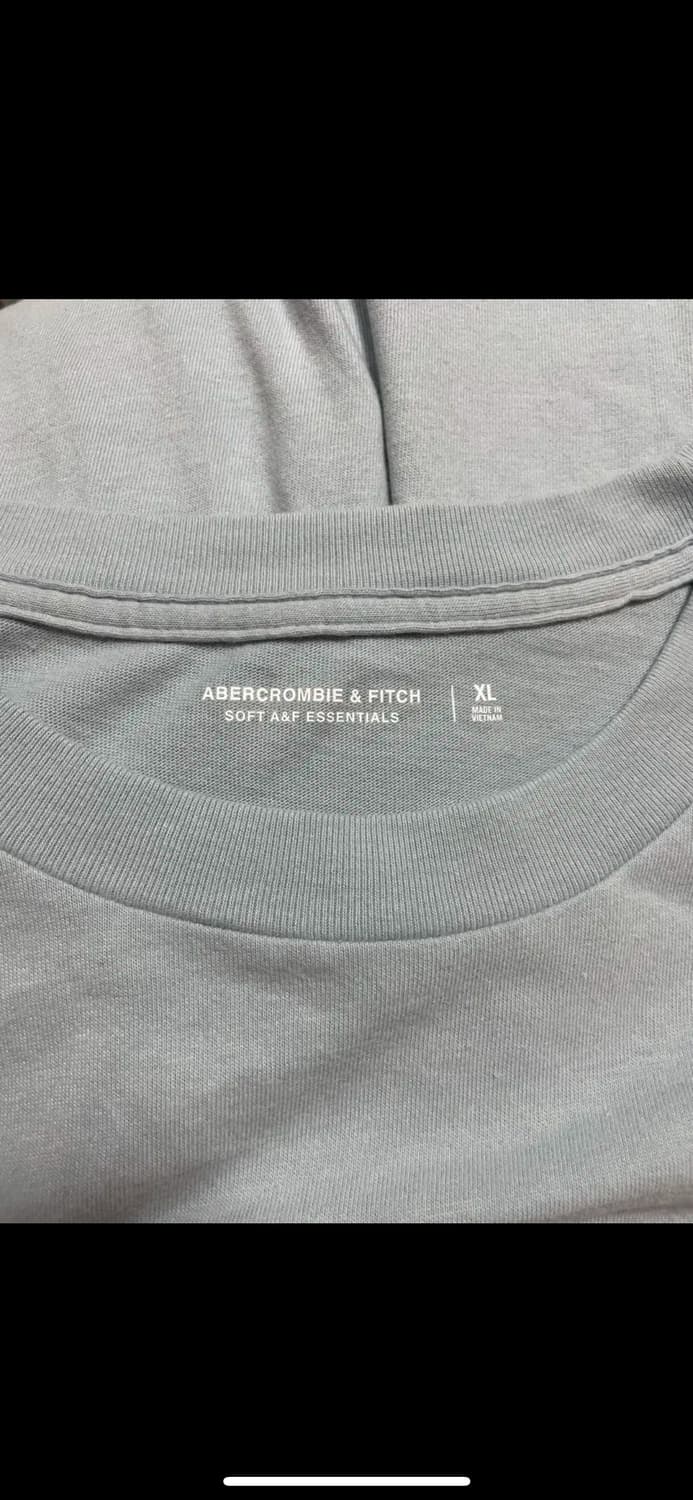 ABERCROMBIE & FITCH
SOFT A&F ESSENTIALS
XL
MADE IN
VIETNAM